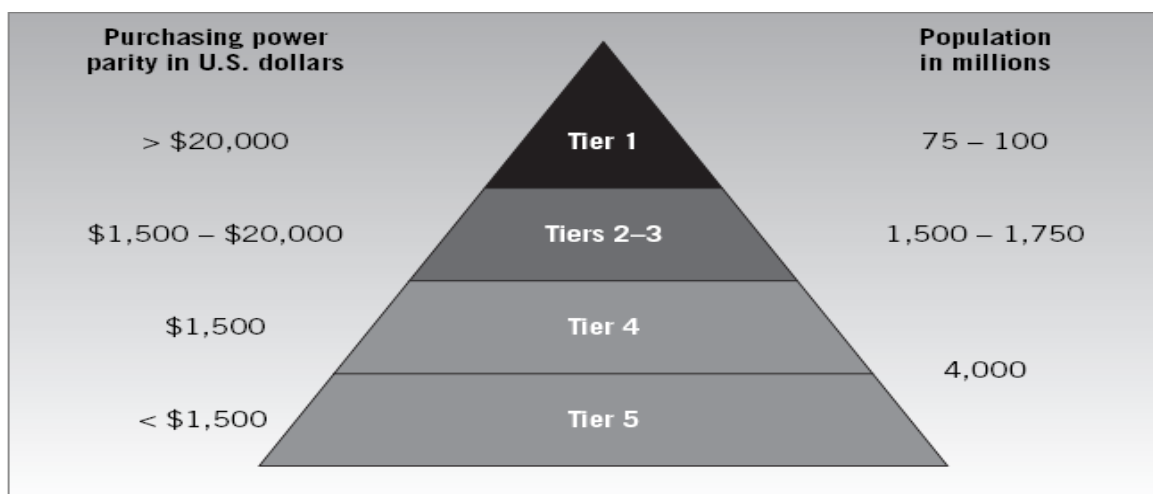 Purchasing power
parity in U.S. dollars
Population
in millions
> $20,000
Tier 1
75 – 100
$1,500 – $20,000
Tiers 2–3
1,500 – 1,750
$1,500
Tier 4
4,000
< $1,500
Tier 5